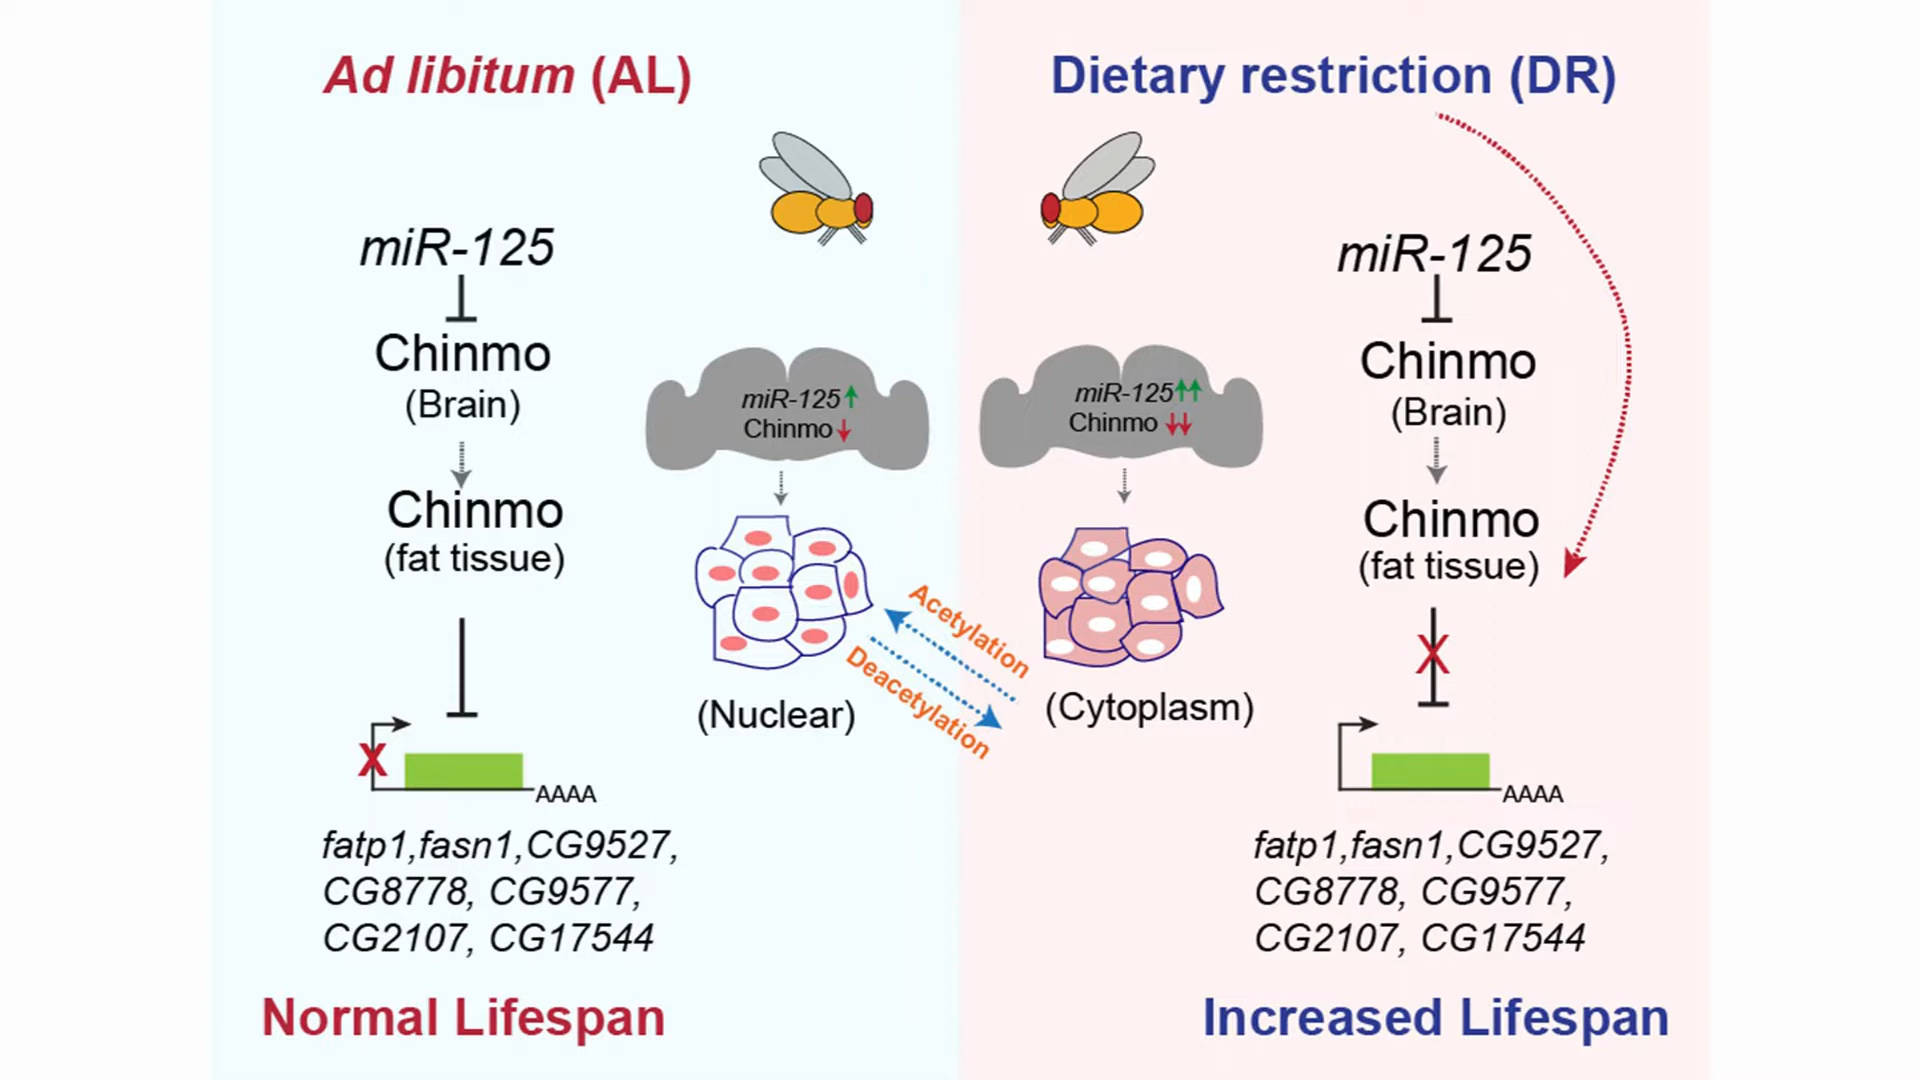 Ad libitum (AL)
miR-125
Chinmo
(Brain)
Chinmo
(fat tissue)
X
AAAA
fatp1,fasn1,CG9527,
CG8778, CG9577,
CG2107, CG17544
Normal Lifespan
miR-125
Chinmo
(Nuclear)
Acetylation
Deacetylation
Dietary restriction (DR)
miR-125
Chinmo
(Cytoplasm)
miR-125
Chinmo
(Brain)
Chinmo
(fat tissue)
X
AAAA
fatp1,fasn1,CG9527,
CG8778, CG9577,
CG2107, CG17544
Increased Lifespan